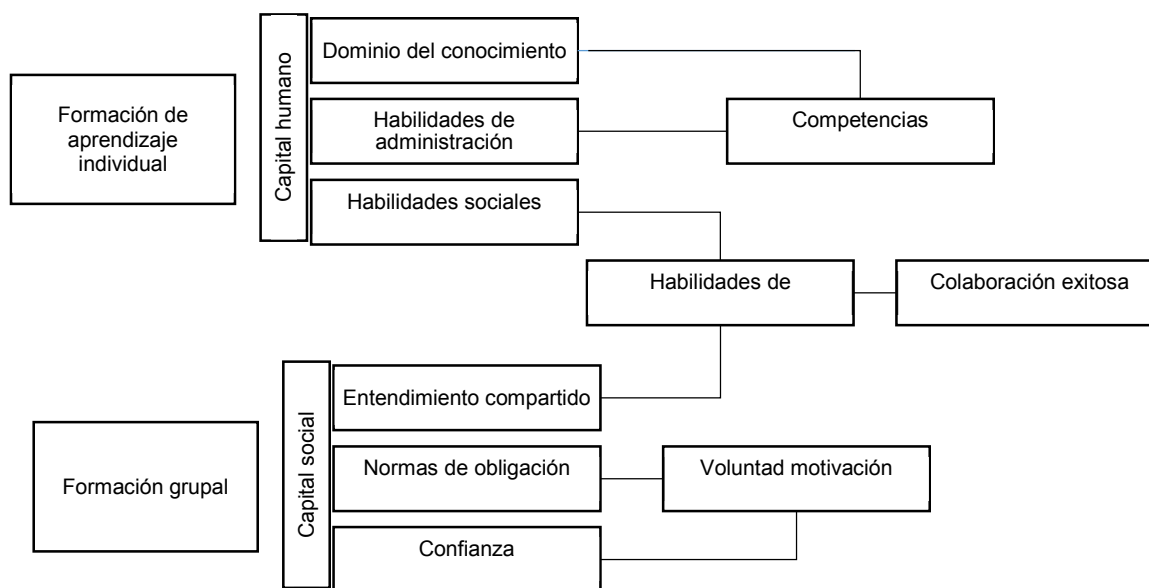 Formación de
aprendizaje
individual
Capital humano
Dominio del conocimiento
Habilidades de
administración
Habilidades sociales
Competencias
Habilidades de
Colaboración exitosa
Formación grupal
Capital social
Entendimiento compartido
Normas de obligación
Confianza
Voluntad motivación